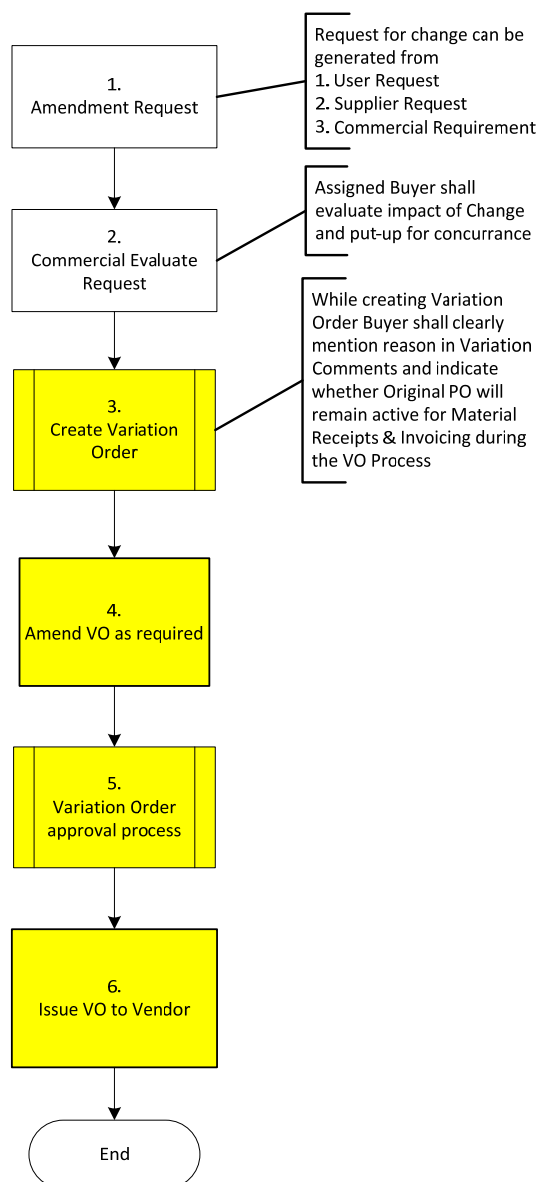 1.
Amendment Request
Request for change can be
generated from
1. User Request
2. Supplier Request
3. Commercial Requirement
2.
Commercial Evaluate
Request
Assigned Buyer shall
evaluate impact of Change
and put-up for concurrance
3.
Create Variation
Order
While creating Variation
Order Buyer shall clearly
mention reason in Variation
Comments and indicate
whether Original PO will
remain active for Material
Receipts & Invoicing during
the VO Process
4.
Amend VO as required
5.
Variation Order
approval process
6.
Issue VO to Vendor
End